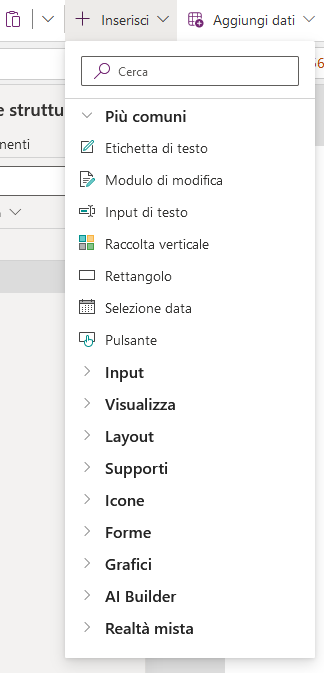 Inserisci
Aggiungi dati
Cerca
e struttu
nenti
Più comuni
Etichetta di testo
Modulo di modifica
Input di testo
Raccolta verticale
Rettangolo
Selezione data
Pulsante
Input
Visualizza
Layout
Supporti
Icone
Forme
Grafici
AI Builder
Realtà mista